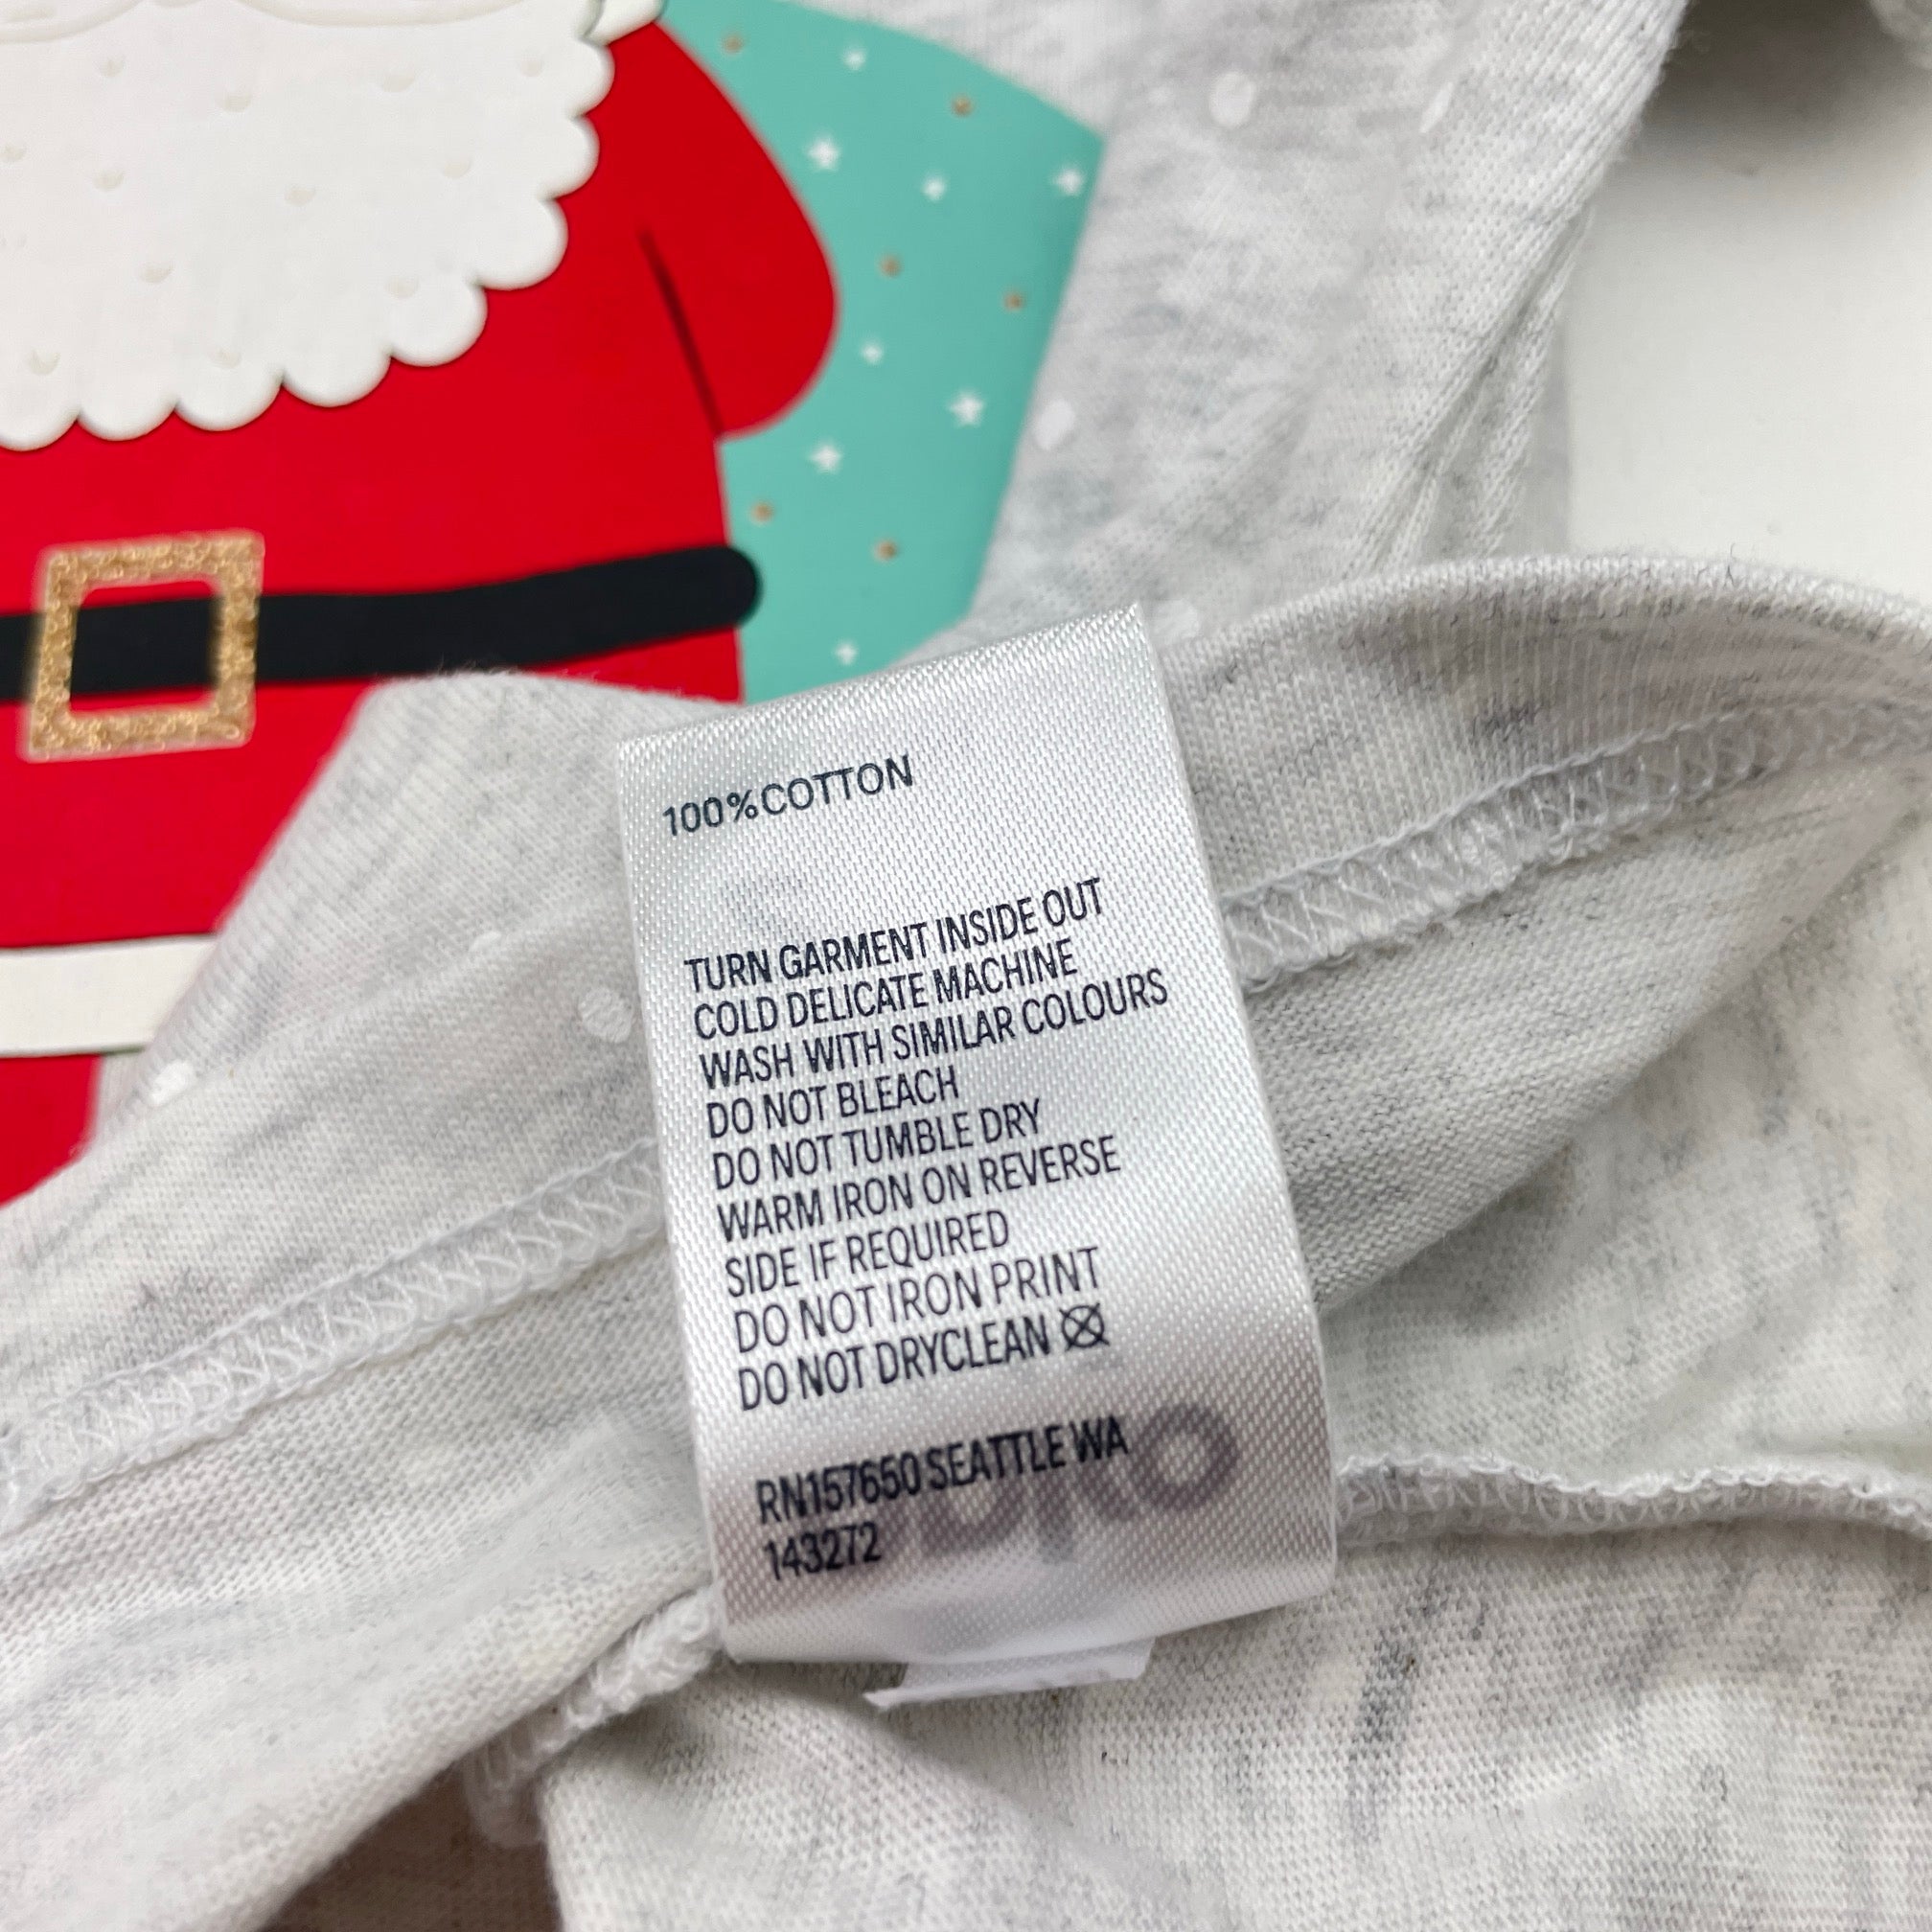 100%COTTON
TURN GARMENT INSIDE OUT
COLD DELICATE MACHINE
WASH WITH SIMILAR COLOURS
DO NOT BLEACH
DO NOT TUMBLE DRY
WARM IRON ON REVERSE
SIDE IF REQUIRED
DO NOT IRON PRINT
DO NOT DRYCLEAN
RN157650 SEATTLE WA
143272